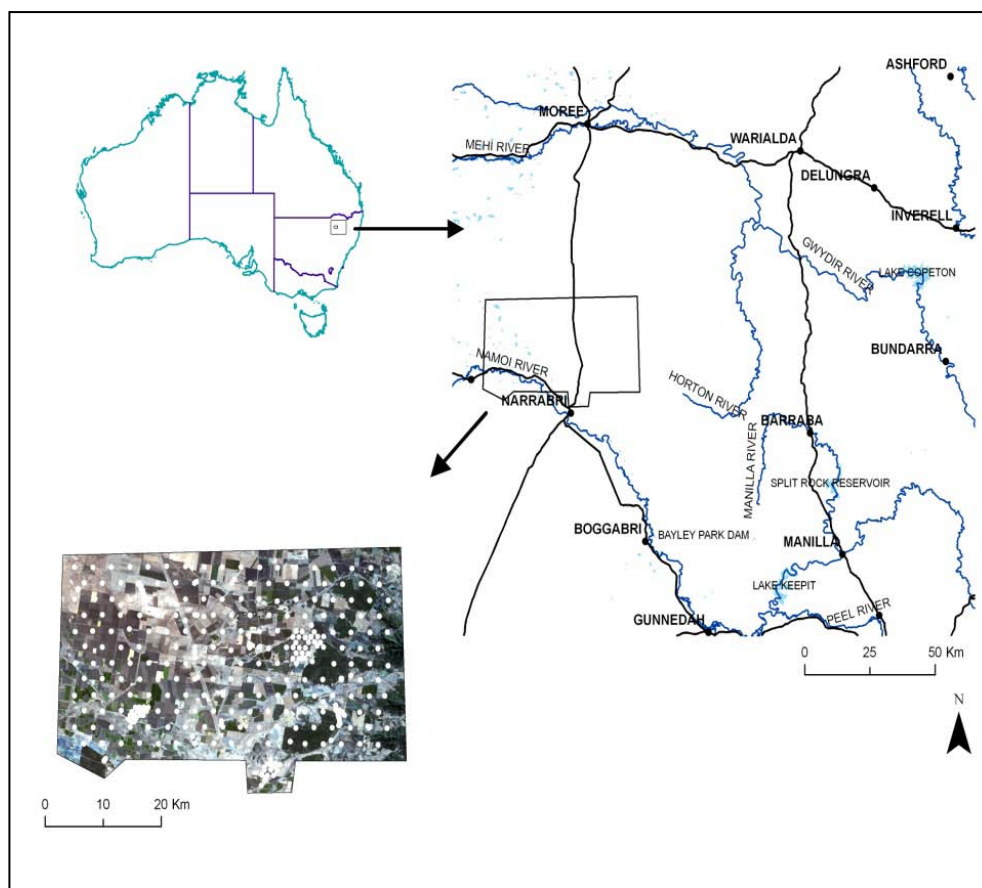 ASHFORD
MOREE
WARIALDA
MEHI RIVER
DELUNGRA
INVERELL
GWYDIR RIVER
LAKE COPETON
BUNDARRA
NAMOI RIVER
HORTON RIVER
NARRABRI
BARRABA
MANILLA RIVER
SPLIT ROCK RESERVOIR
BOGGABRI
BAYLEY PARK DAM
MANILLA
LAKE KEEPIT
GUNNEDAH
PEEL RIVER
0 25 50 Km
N
0 10 20 Km